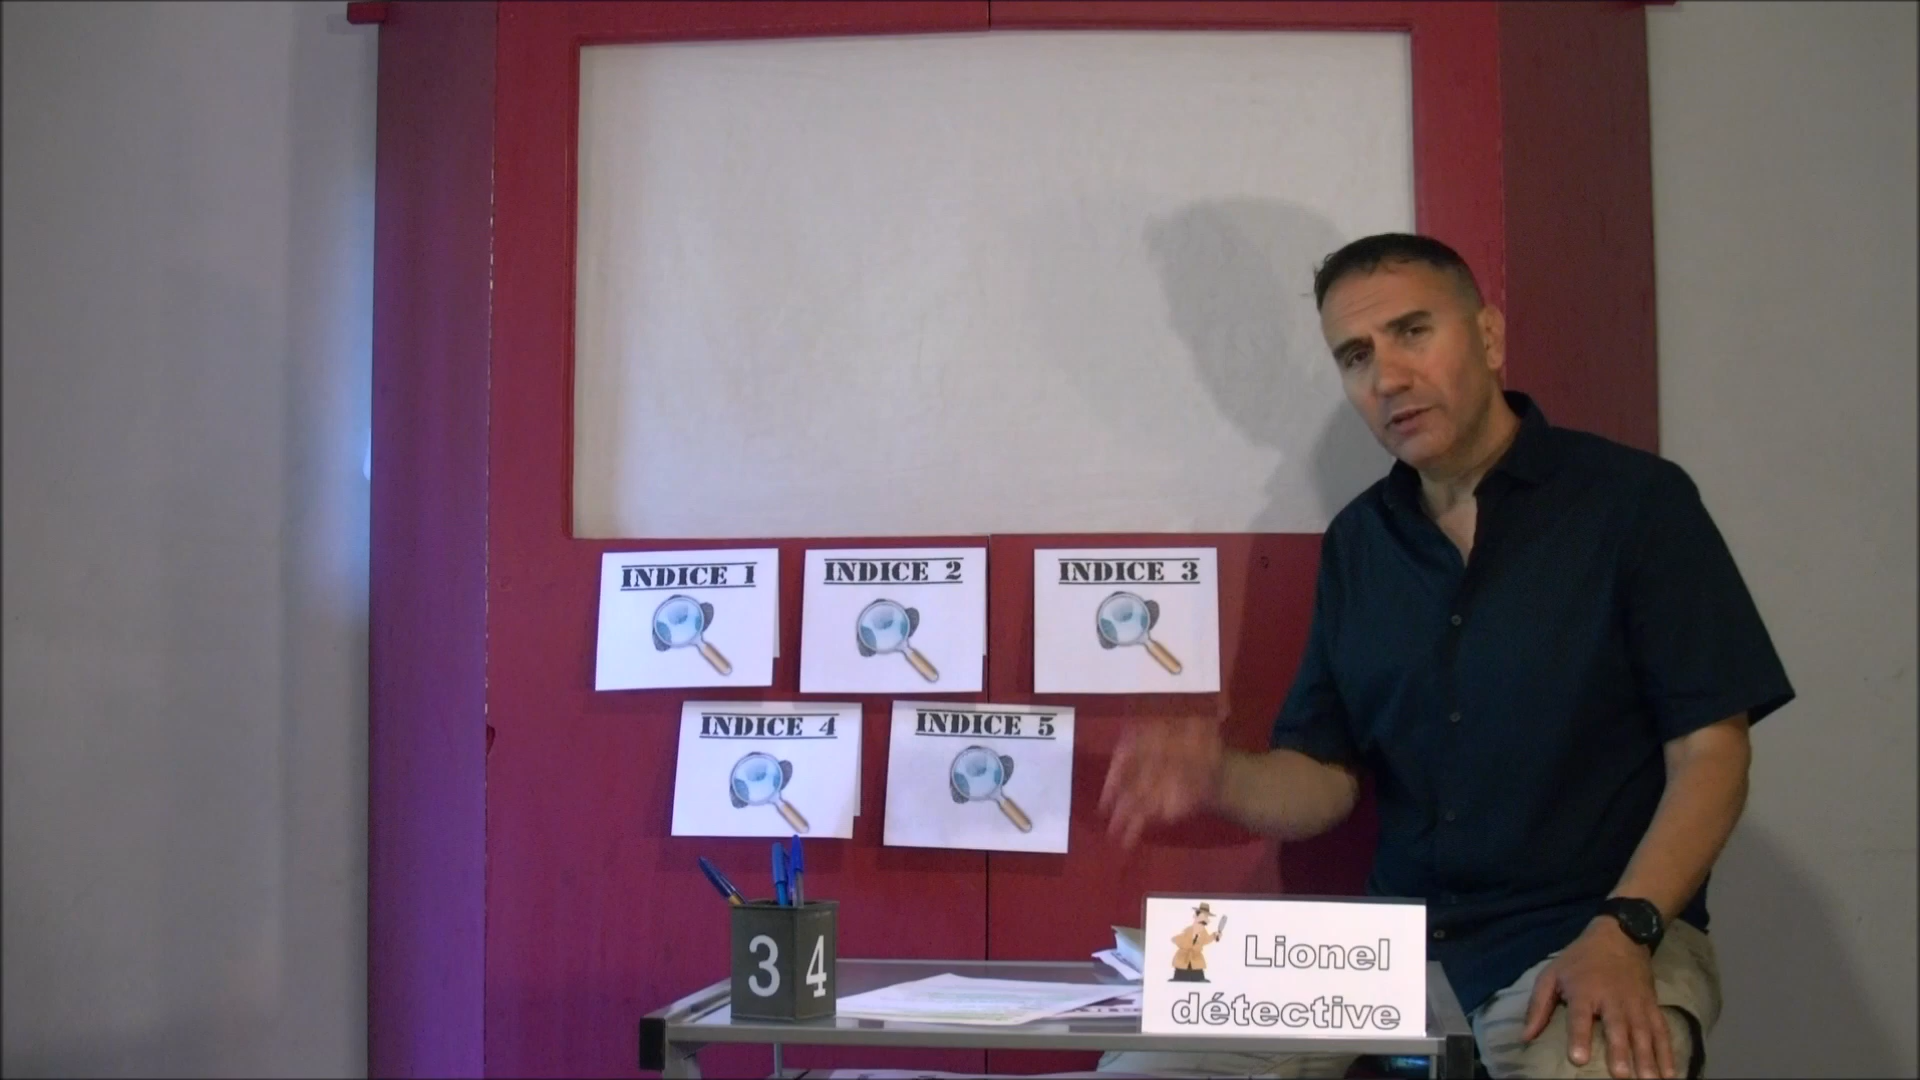 INDICE 1
INDICE 2
INDICE 3
INDICE 4
INDICE 5
3 4
Lionel
détective